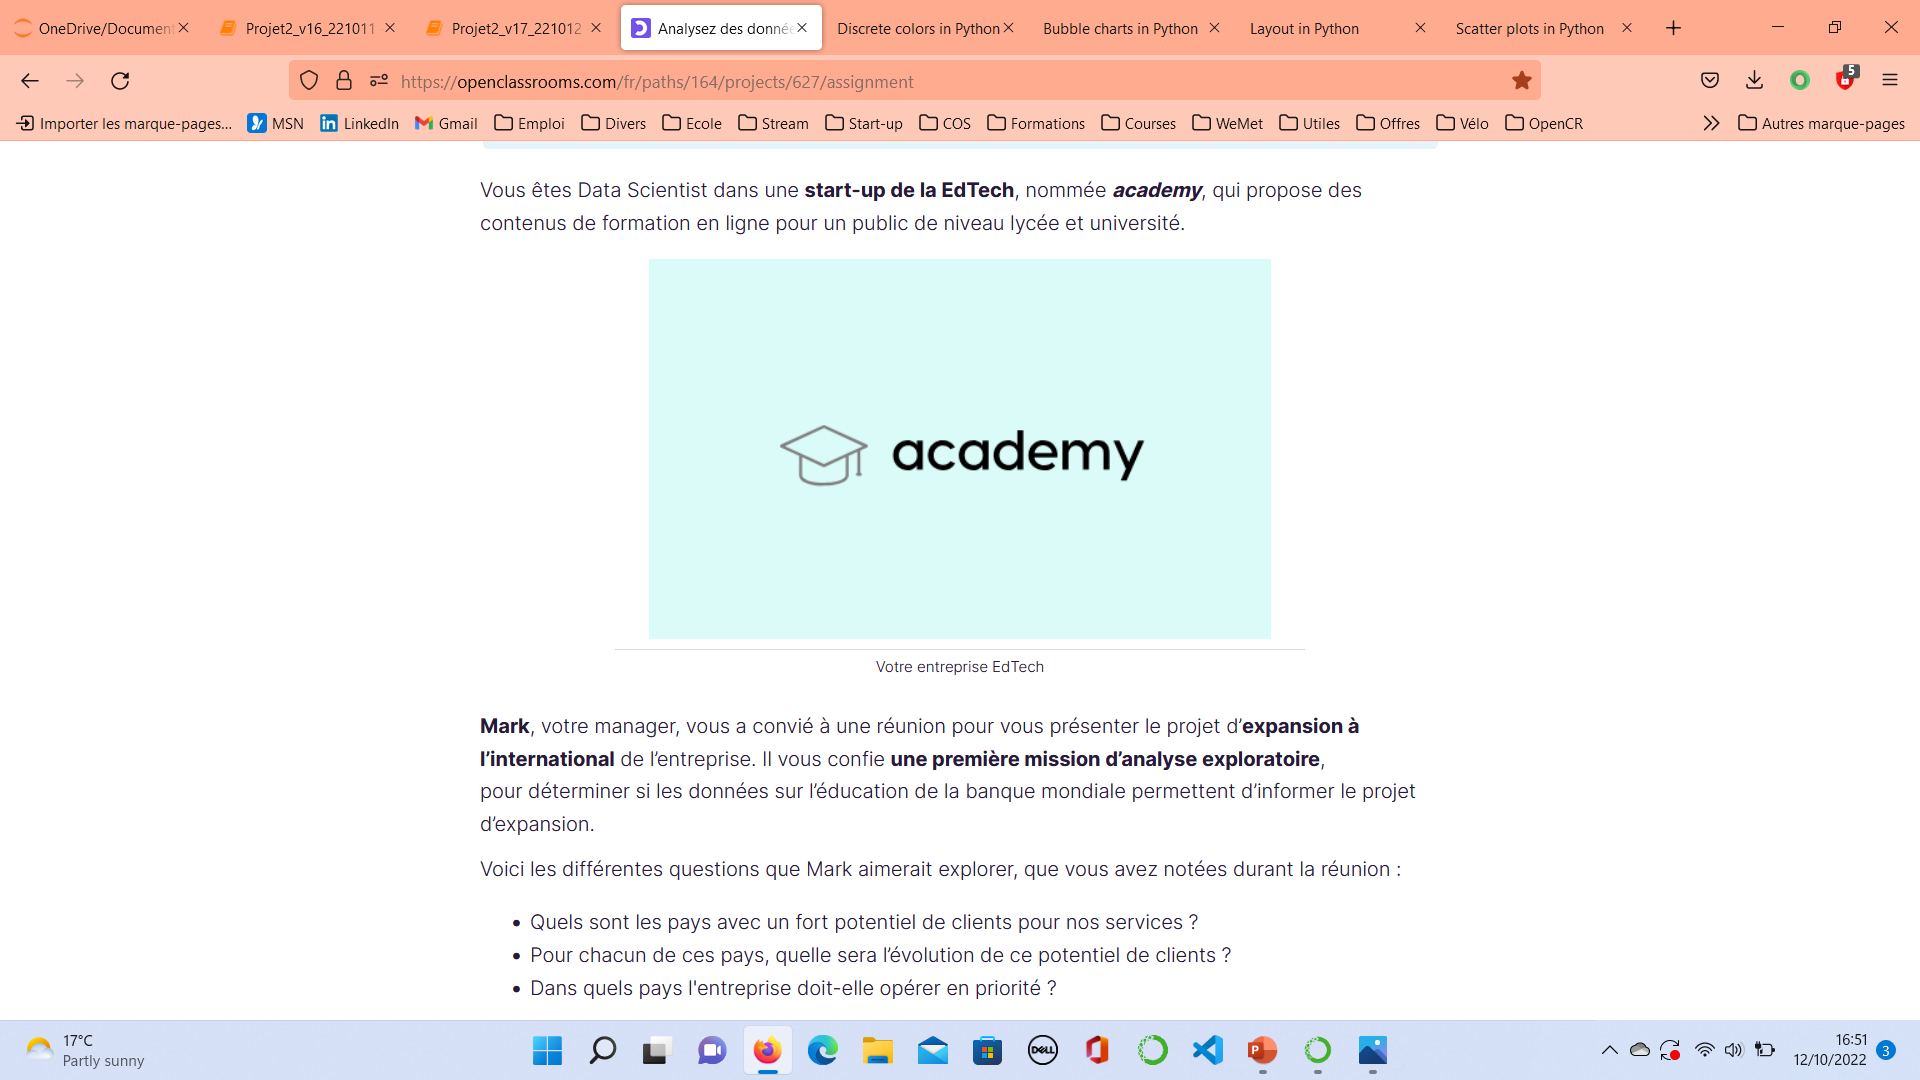 OneDrive/Documen
Projet2_v16_221011
Projet2_v17_221012
Analysez des donnée
Discrete colors in Python
Bubble charts in Python
Layout in Python
Scatter plots in Python
https://openclassrooms.com/fr/paths/164/projects/627/assignment
5
Importer les marque-pages...
MSN
LinkedIn
Gmail
Emploi
Divers
Ecole
Stream
Start-up
COS
Formations
Courses
WeMet
Utiles
Offres
Vélo
OpenCR
Autres marque-pages
Vous êtes Data Scientist dans une start-up de la EdTech, nommée academy, qui propose des
contenus de formation en ligne pour un public de niveau lycée et université.
academy
Votre entreprise EdTech
Mark, votre manager, vous a convié à une réunion pour vous présenter le projet d’expansion à
l’international de l’entreprise. Il vous confie une première mission d’analyse exploratoire,
pour déterminer si les données sur l’éducation de la banque mondiale permettent d’informer le projet
d’expansion.
Voici les différentes questions que Mark aimerait explorer, que vous avez notées durant la réunion :
• Quels sont les pays avec un fort potentiel de clients pour nos services ?
• Pour chacun de ces pays, quelle sera l’évolution de ce potentiel de clients ?
• Dans quels pays l'entreprise doit-elle opérer en priorité ?
17°C
Partly sunny
DELL
P
16:51
12/10/2022
3